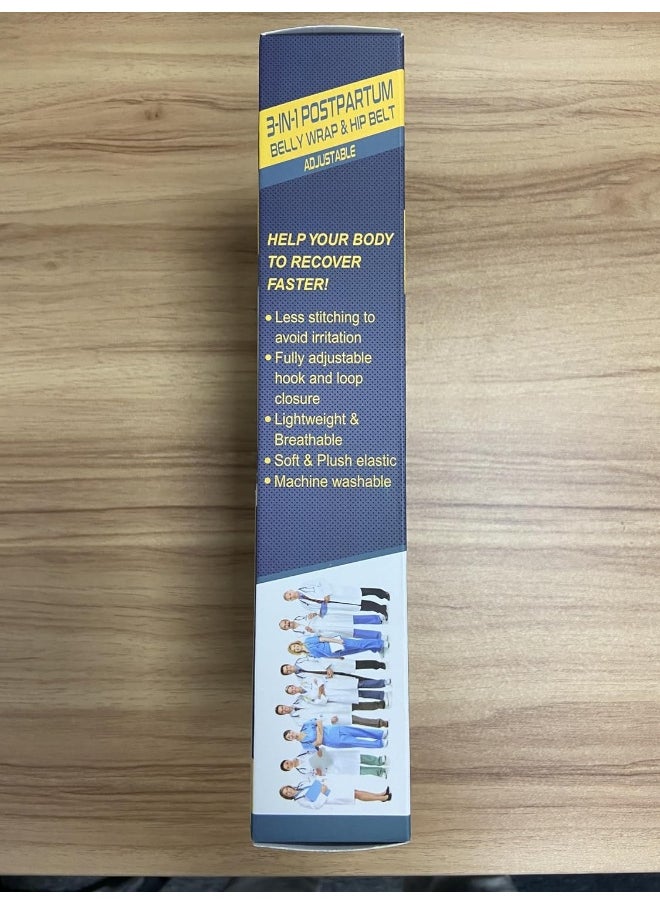 3-IN-1 POSTPARTUM
BELLY WRAP & HIP BELT
ADJUSTABLE
HELP YOUR BODY
TO RECOVER
FASTER!
• Less stitching to
avoid irritation
• Fully adjustable
hook and loop
closure
• Lightweight &
Breathable
• Soft & Plush elastic
• Machine washable